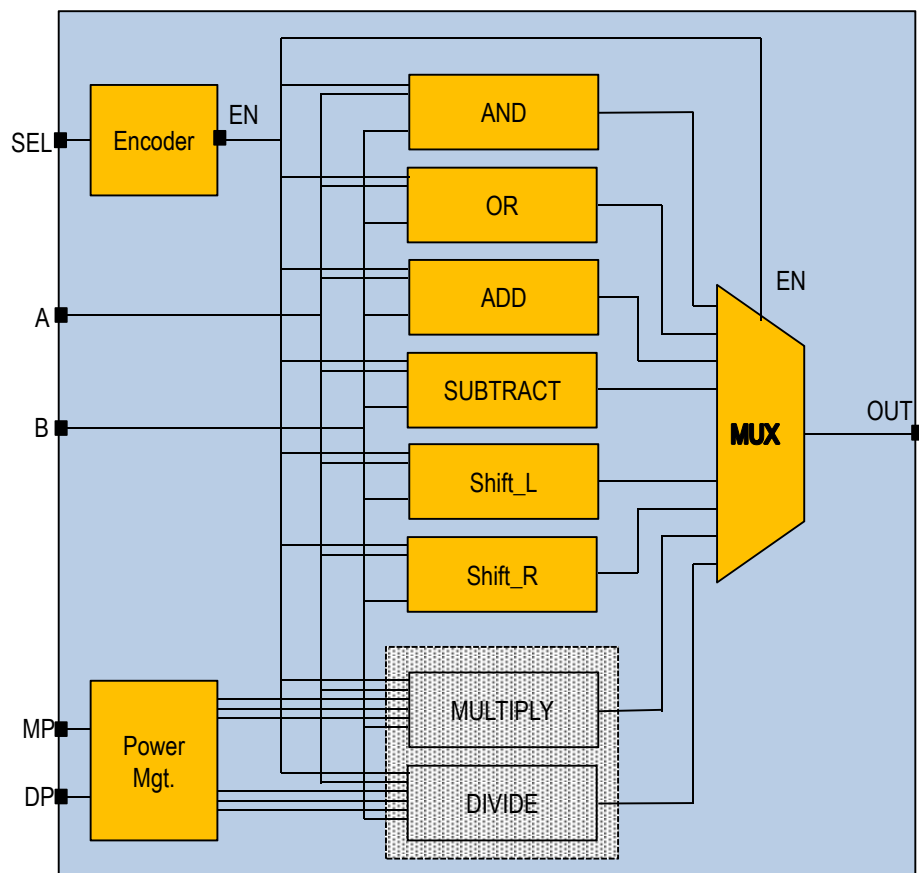 EN
AND
SEL
Encoder
OR
EN
ADD
A
SUBTRACT
OUT
B
MUX
Shift_L
Shift_R
MULTIPLY
MP
Power
Mgt.
DP
DIVIDE